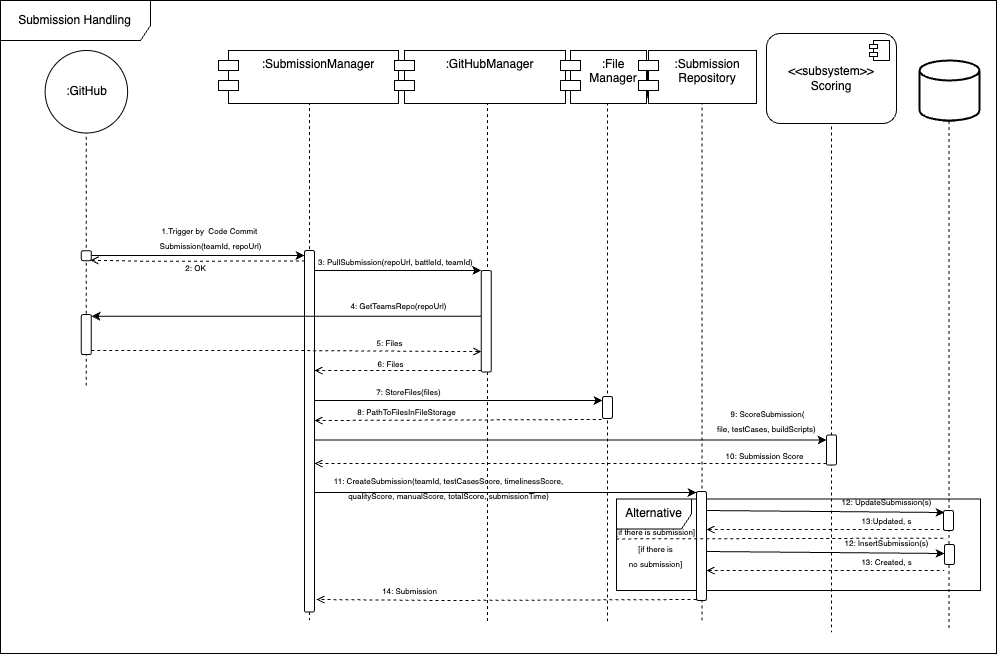 Submission Handling
:GitHub
:SubmissionManager
:GitHubManager
:File
Manager
:Submission
Repository
<<subsystem>>
Scoring
1.Trigger by Code Commit
Submission(teamId, repoUrl)
2: OK
3: PullSubmission(repoUrl, battleId, teamId)
4: GetTeamsRepo(repoUrl)
5: Files
6: Files
7: StoreFiles(files)
8: PathToFilesInFileStorage
9: ScoreSubmission(
file, testCases, buildScripts)
10: Submission Score
11: CreateSubmission(teamId, testCasesScore, timelinessScore,
qualityScore, manualScore, totalScore, submissionTime)
Alternative
[if there is submission]
12: UpdateSubmission(s)
13:Updated, s
[if there is
no submission]
12: InsertSubmission(s)
13: Created, s
14: Submission